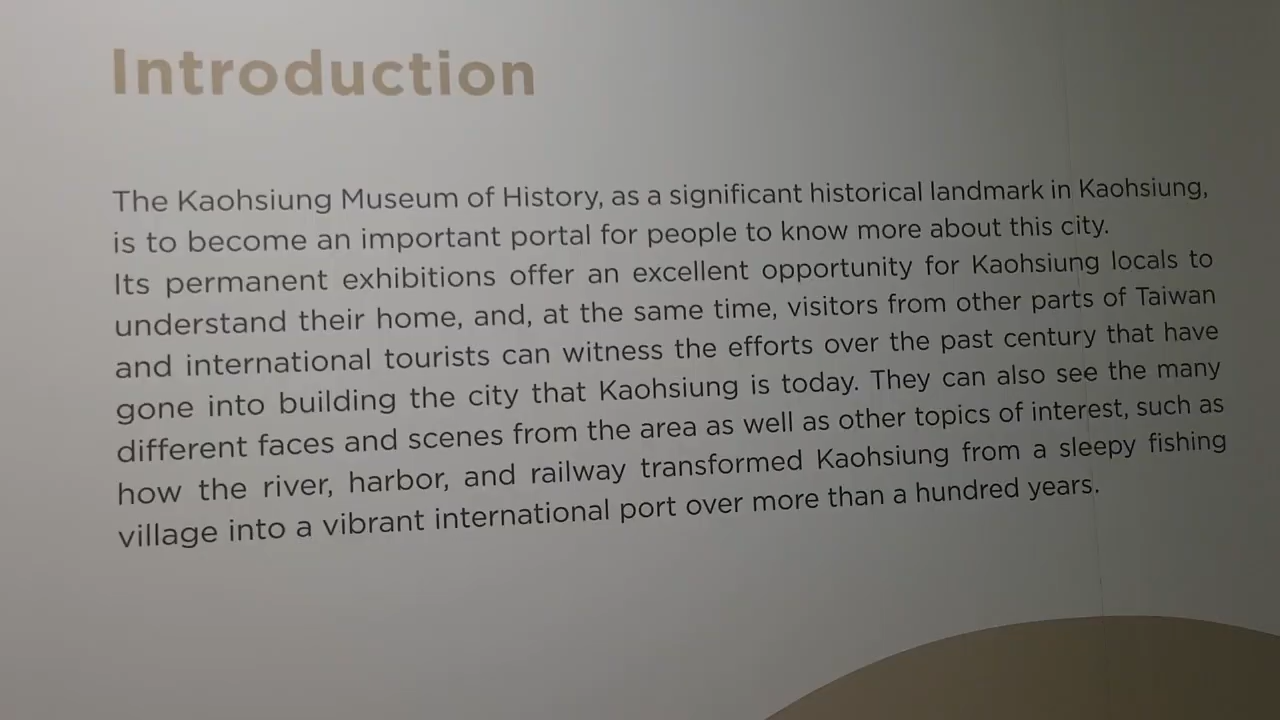 Introduction
The Kaohsiung Museum of History, as a significant historical landmark in Kaohsiung,
is to become an important portal for people to know more about this city.
Its permanent exhibitions offer an excellent opportunity for Kaohsiung locals to
understand their home, and, at the same time, visitors from other parts of Taiwan
and international tourists can witness the efforts over the past century that have
gone into building the city that Kaohsiung is today. They can also see the many
different faces and scenes from the area as well as other topics of interest, such as
how the river, harbor, and railway transformed Kaohsiung from a sleepy fishing
village into a vibrant international port over more than a hundred years.